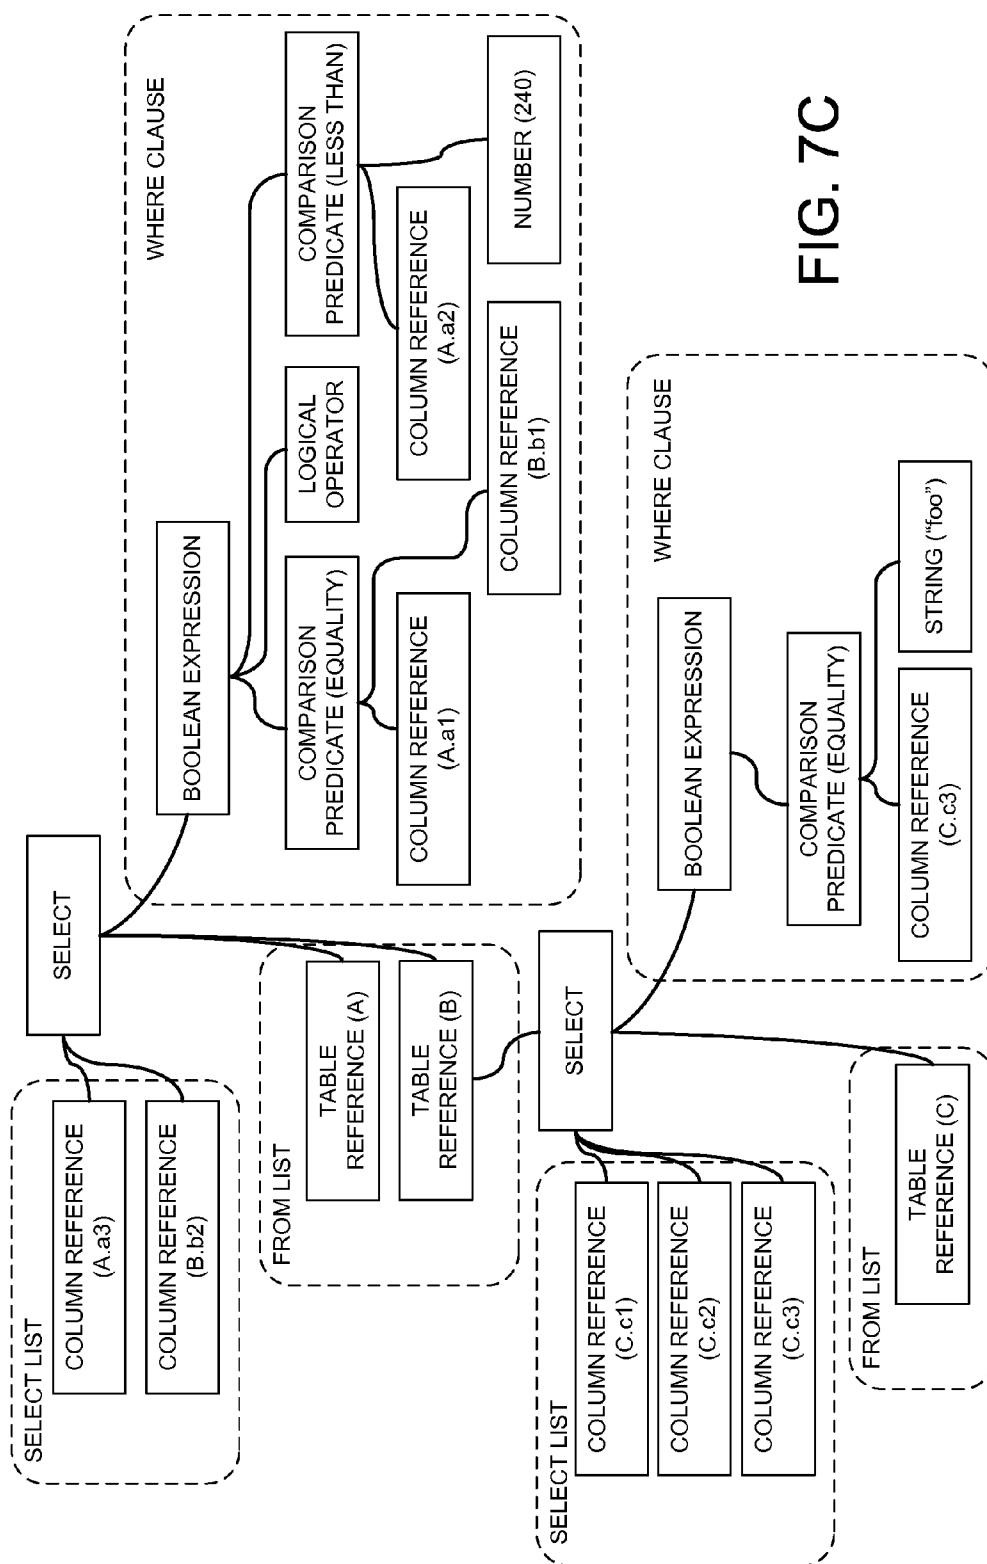 SELECT
SELECT LIST
COLUMN REFERENCE
(A.a3)
COLUMN REFERENCE
(B.b2)
FROM LIST
TABLE
REFERENCE (A)
TABLE
REFERENCE (B)
WHERE CLAUSE
BOOLEAN EXPRESSION
COMPARISON
PREDICATE (EQUALITY)
LOGICAL
OPERATOR
COMPARISON
PREDICATE (LESS THAN)
COLUMN REFERENCE
(A.a1)
COLUMN REFERENCE
(A.a2)
COLUMN REFERENCE
(B.b1)
NUMBER (240)
SELECT
SELECT LIST
COLUMN REFERENCE
(C.c1)
COLUMN REFERENCE
(C.c2)
COLUMN REFERENCE
(C.c3)
FROM LIST
TABLE
REFERENCE (C)
WHERE CLAUSE
BOOLEAN EXPRESSION
COMPARISON
PREDICATE (EQUALITY)
COLUMN REFERENCE
(C.c3)
STRING (“foo”)
FIG. 7C